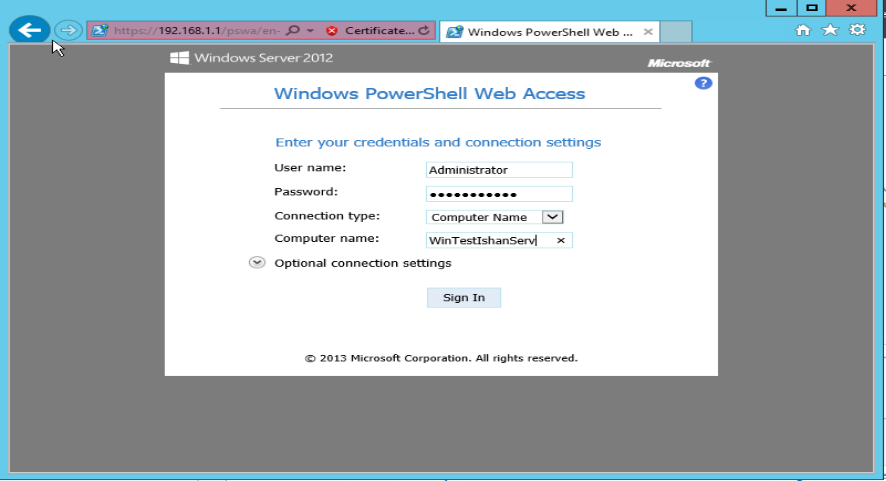 https://192.168.1.1/pswa/en-
Certificate...
Windows PowerShell Web ...
Windows Server 2012
Microsoft
Windows PowerShell Web Access
?
Enter your credentials and connection settings
User name:
Administrator
Password:
•••••••••••
Connection type:
Computer Name
Computer name:
WinTestIshanServ
Optional connection settings
Sign In
© 2013 Microsoft Corporation. All rights reserved.